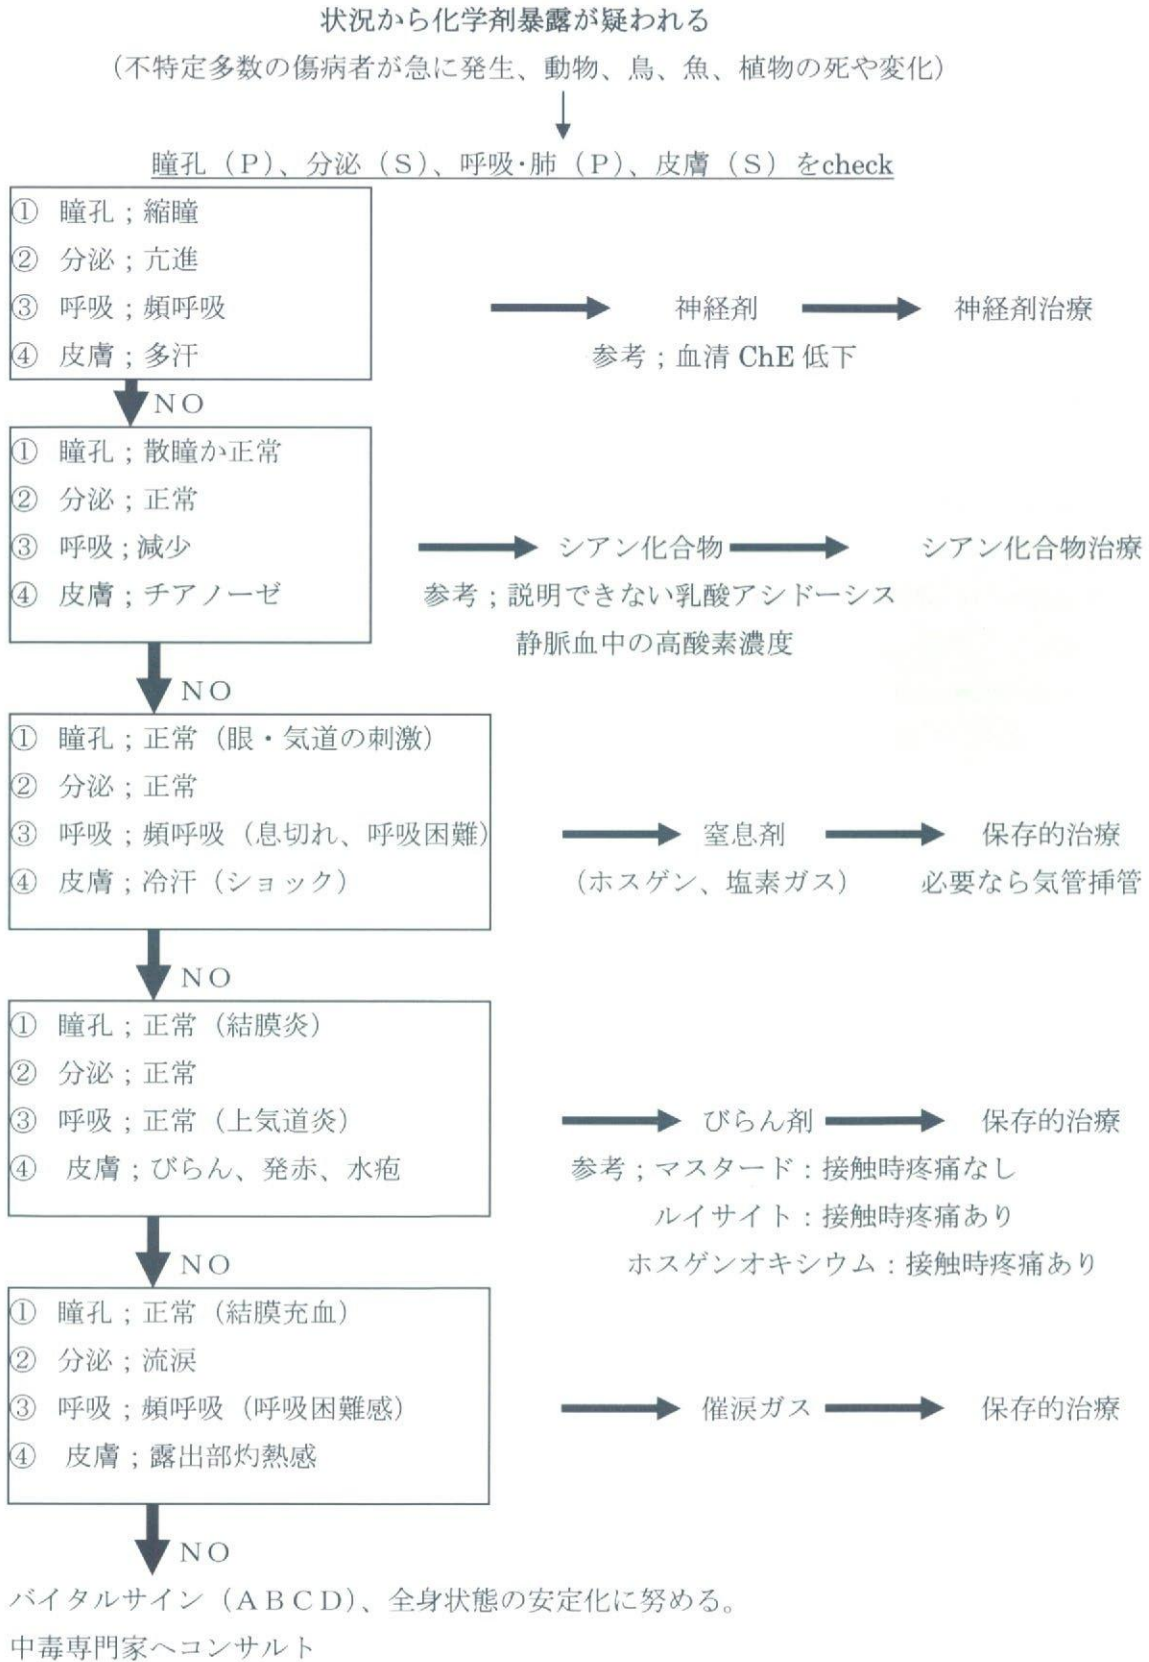 状況から化学剤暴露が疑われる
（不特定多数の傷病者が急に発生、動物、鳥、魚、植物の死や変化）
瞳孔（P）、分泌（S）、呼吸・肺（P）、皮膚（S）をcheck
① 瞳孔；縮瞳
② 分泌；亢進
③ 呼吸；頻呼吸 神経剤 神経剤治療
④ 皮膚；多汗 参考；血清 ChE 低下
NO
① 瞳孔；散瞳か正常
② 分泌；正常
③ 呼吸；減少 シアン化合物 シアン化合物治療
④ 皮膚；チアノーゼ 参考；説明できない乳酸アシドーシス
静脈血中の高酸素濃度
NO
① 瞳孔；正常（眼・気道の刺激）
② 分泌；正常
③ 呼吸；頻呼吸（息切れ、呼吸困難） 窒息剤 保存的治療
④ 皮膚；冷汗（ショック） （ホスゲン、塩素ガス） 必要なら気管挿管
NO
① 瞳孔；正常（結膜炎）
② 分泌；正常
③ 呼吸；正常（上気道炎） びらん剤 保存的治療
④ 皮膚；びらん、発赤、水疱 参考；マスタード：接触時疼痛なし
ルイサイト：接触時疼痛あり
NO ホスゲンオキシウム：接触時疼痛あり
① 瞳孔；正常（結膜充血）
② 分泌；流涙
③ 呼吸；頻呼吸（呼吸困難感） 催涙ガス 保存的治療
④ 皮膚；露出部灼熱感
NO
バイタルサイン（ABCD）、全身状態の安定化に努める。
中毒専門家へコンサルト